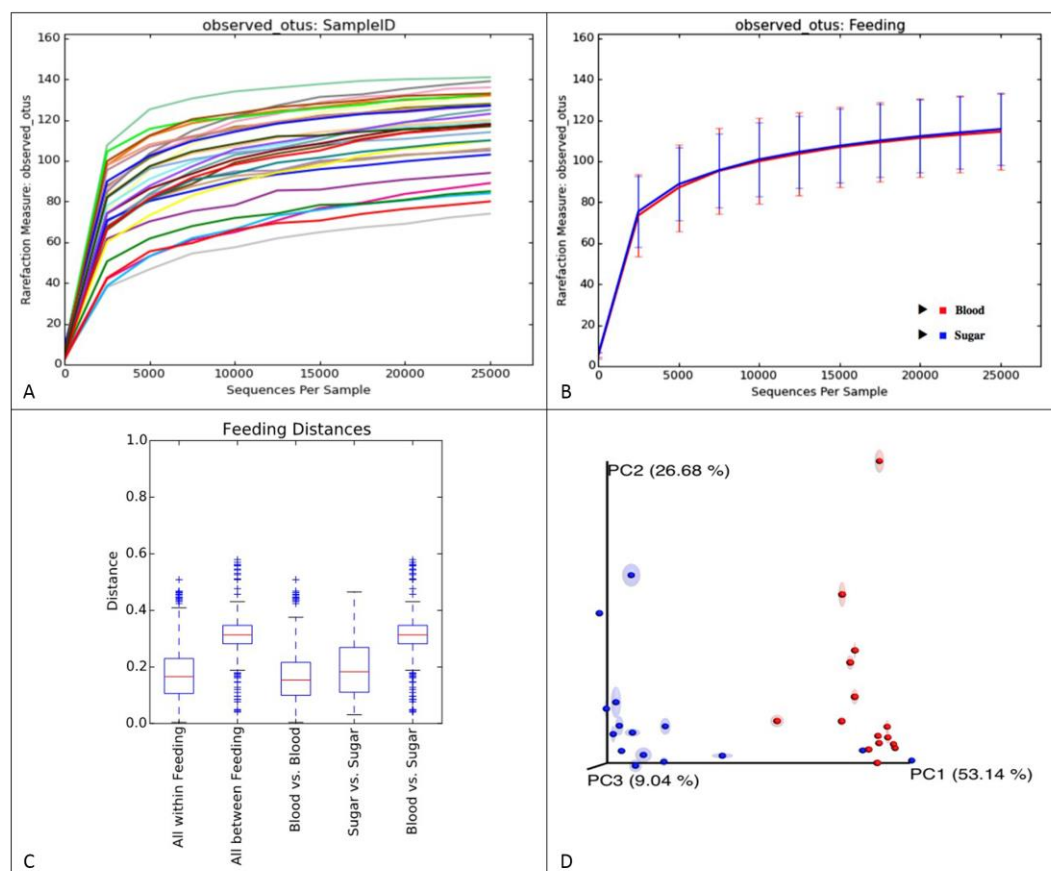 observed_otus: SampleID
160
140
120
100
80
60
40
20
0
Rarefaction Measure: observed_otus
0 5000 10000 15000 20000 25000
Sequences Per Sample
A
observed_otus: Feeding
160
140
120
100
80
60
40
20
0
Rarefaction Measure: observed_otus
Blood
Sugar
0 5000 10000 15000 20000 25000
Sequences Per Sample
B
Feeding Distances
1.0
0.8
0.6
0.4
0.2
0.0
Distance
All within Feeding
All between Feeding
Blood vs. Blood
Sugar vs. Sugar
Blood vs. Sugar
C
PC2 (26.68 %)
PC3 (9.04 %)
PC1 (53.14 %)
D